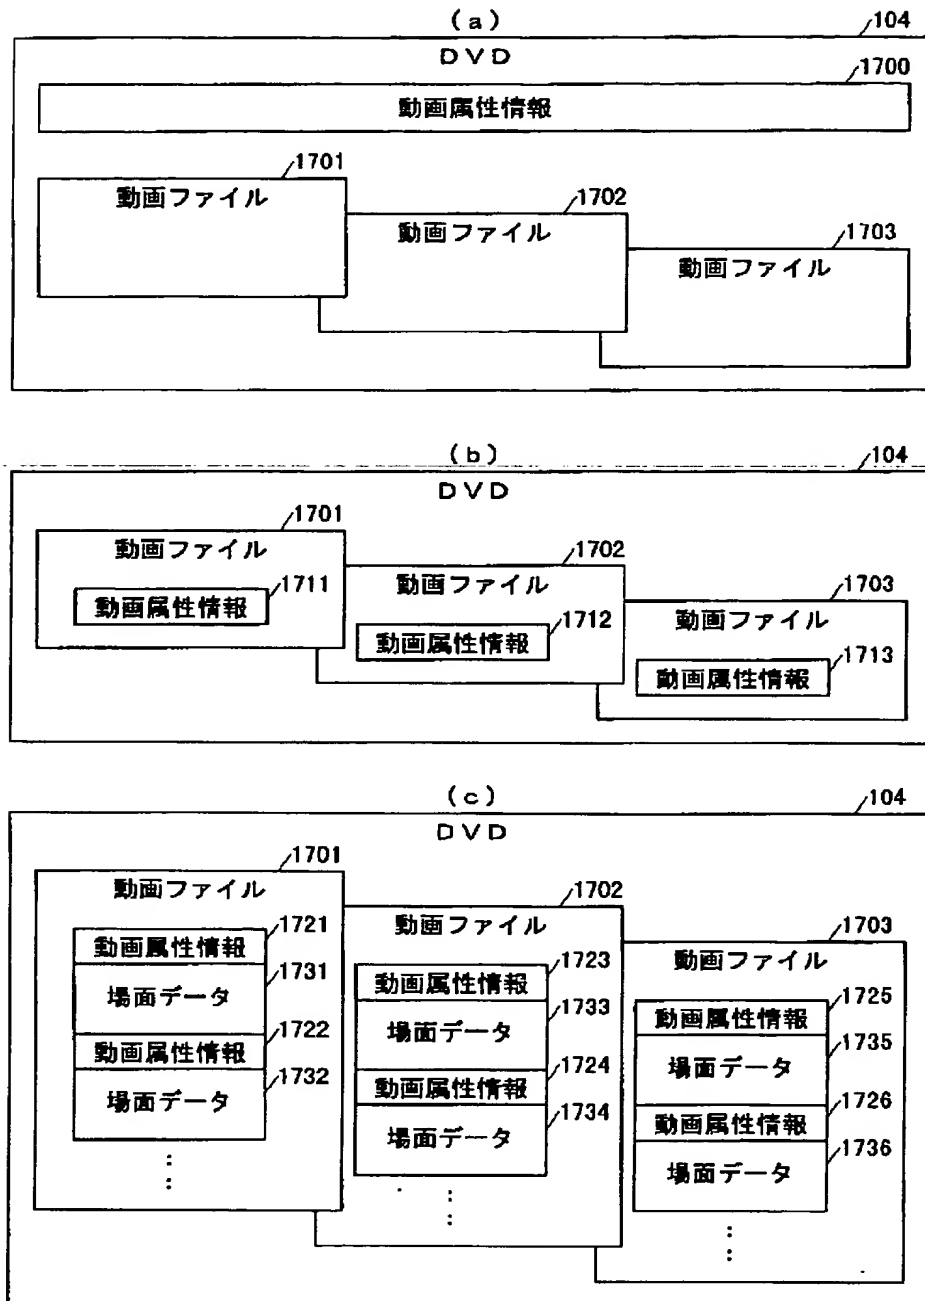 (a)
104
DVD
1700
動画属性情報
1701
動画ファイル
1702
動画ファイル
1703
動画ファイル
(b)
104
DVD
1701
動画ファイル
1711
動画属性情報
1702
動画ファイル
1712
動画属性情報
1703
動画ファイル
1713
動画属性情報
(c)
104
DVD
1701
動画ファイル
1721
動画属性情報
1731
場面データ
1722
動画属性情報
1732
場面データ
1702
動画ファイル
1723
動画属性情報
1733
場面データ
1724
動画属性情報
1734
場面データ
1703
動画ファイル
1725
動画属性情報
1735
場面データ
1726
動画属性情報
1736
場面データ